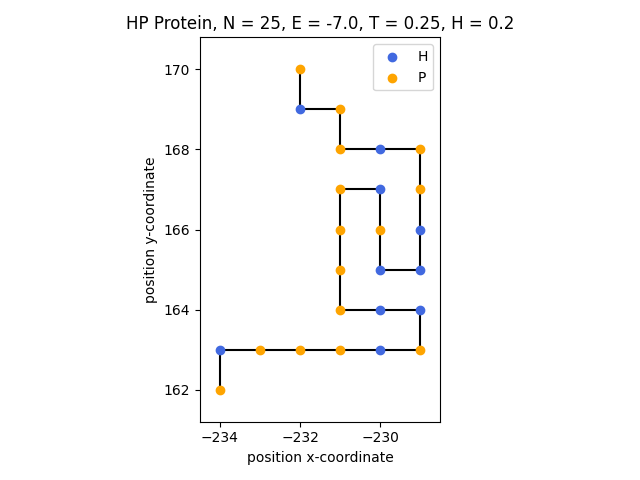 HP Protein, N = 25, E = -7.0, T = 0.25, H = 0.2
H
P
170
168
166
164
162
position y-coordinate
−234
−232
−230
position x-coordinate